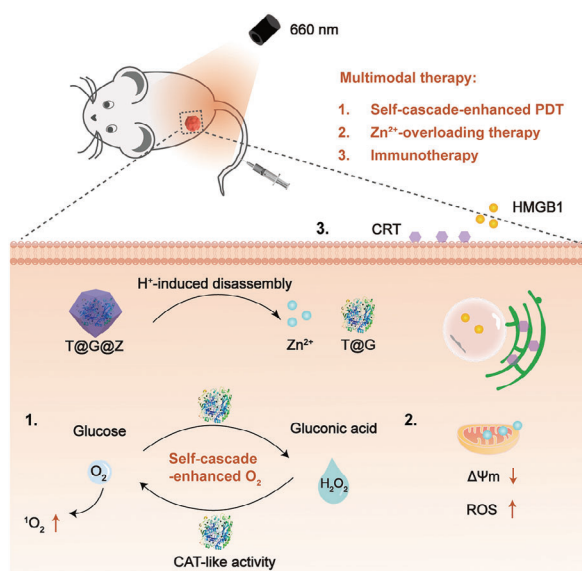 660 nm
Multimodal therapy:
1. Self-cascade-enhanced PDT
2. Zn²⁺-overloading therapy
3. Immunotherapy
HMGB1
3. CRT
H⁺-induced disassembly
T@G@Z
Zn²⁺
T@G
1.
Glucose
Gluconic acid
O₂
Self-cascade
-enhanced O₂
H₂O₂
¹O₂ ↑
CAT-like activity
2.
ΔΨm ↓
ROS ↑